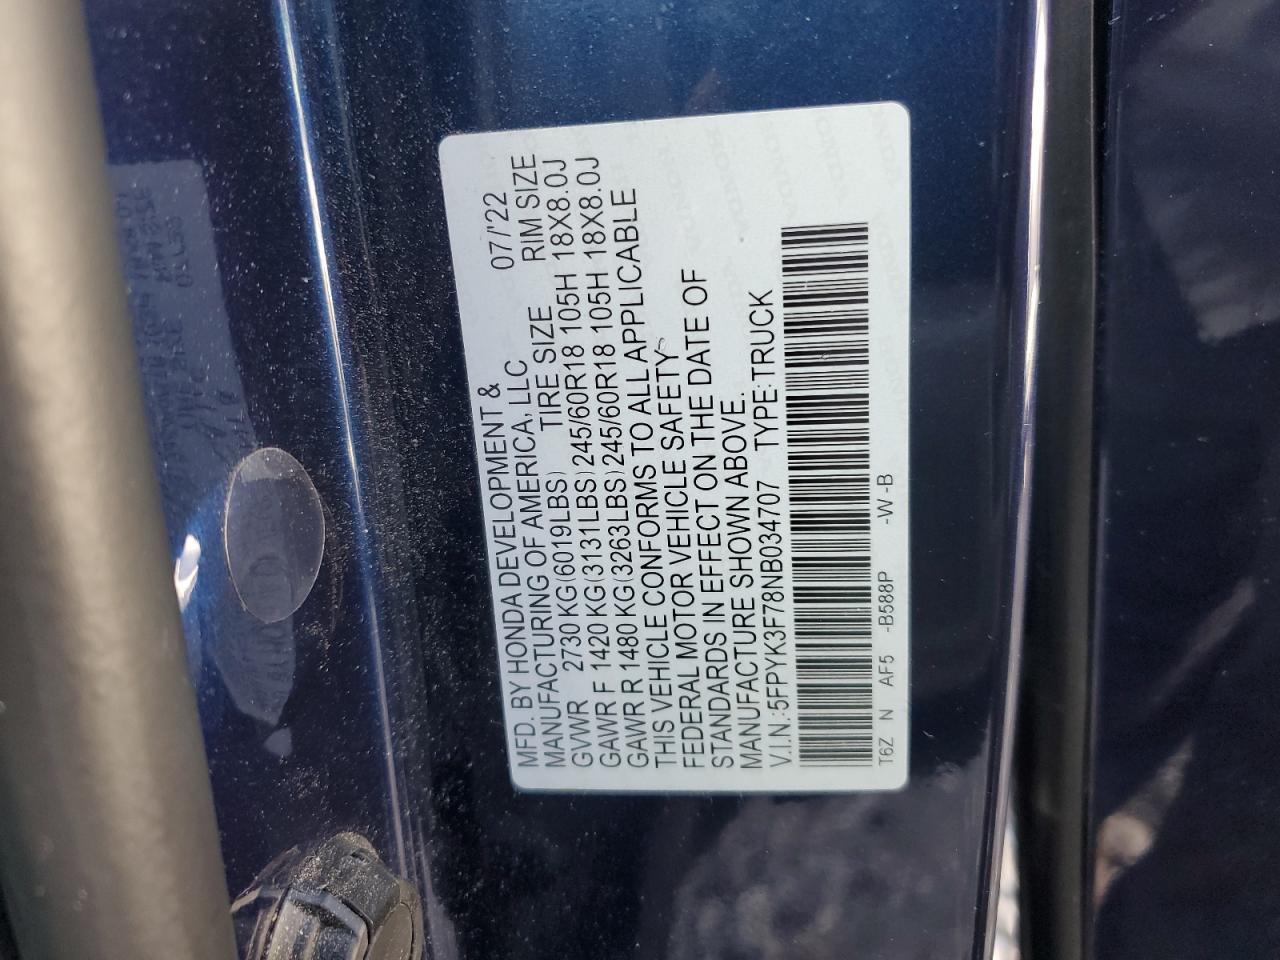 MFD. BY HONDA DEVELOPMENT & 07/'22
MANUFACTURING OF AMERICA, LLC
GVWR 2730 KG(6019LBS) TIRE SIZE RIM SIZE
GAWR F 1420 KG(3131LBS)245/60R18 105H 18X8.0J
GAWR R 1480 KG(3263LBS)245/60R18 105H 18X8.0J
THIS VEHICLE CONFORMS TO ALL APPLICABLE
FEDERAL MOTOR VEHICLE SAFETY
STANDARDS IN EFFECT ON THE DATE OF
MANUFACTURE SHOWN ABOVE.
V.I.N.:5FPYK3F78NB034707 TYPE:TRUCK
T6Z N AF5 -B588P -W -B